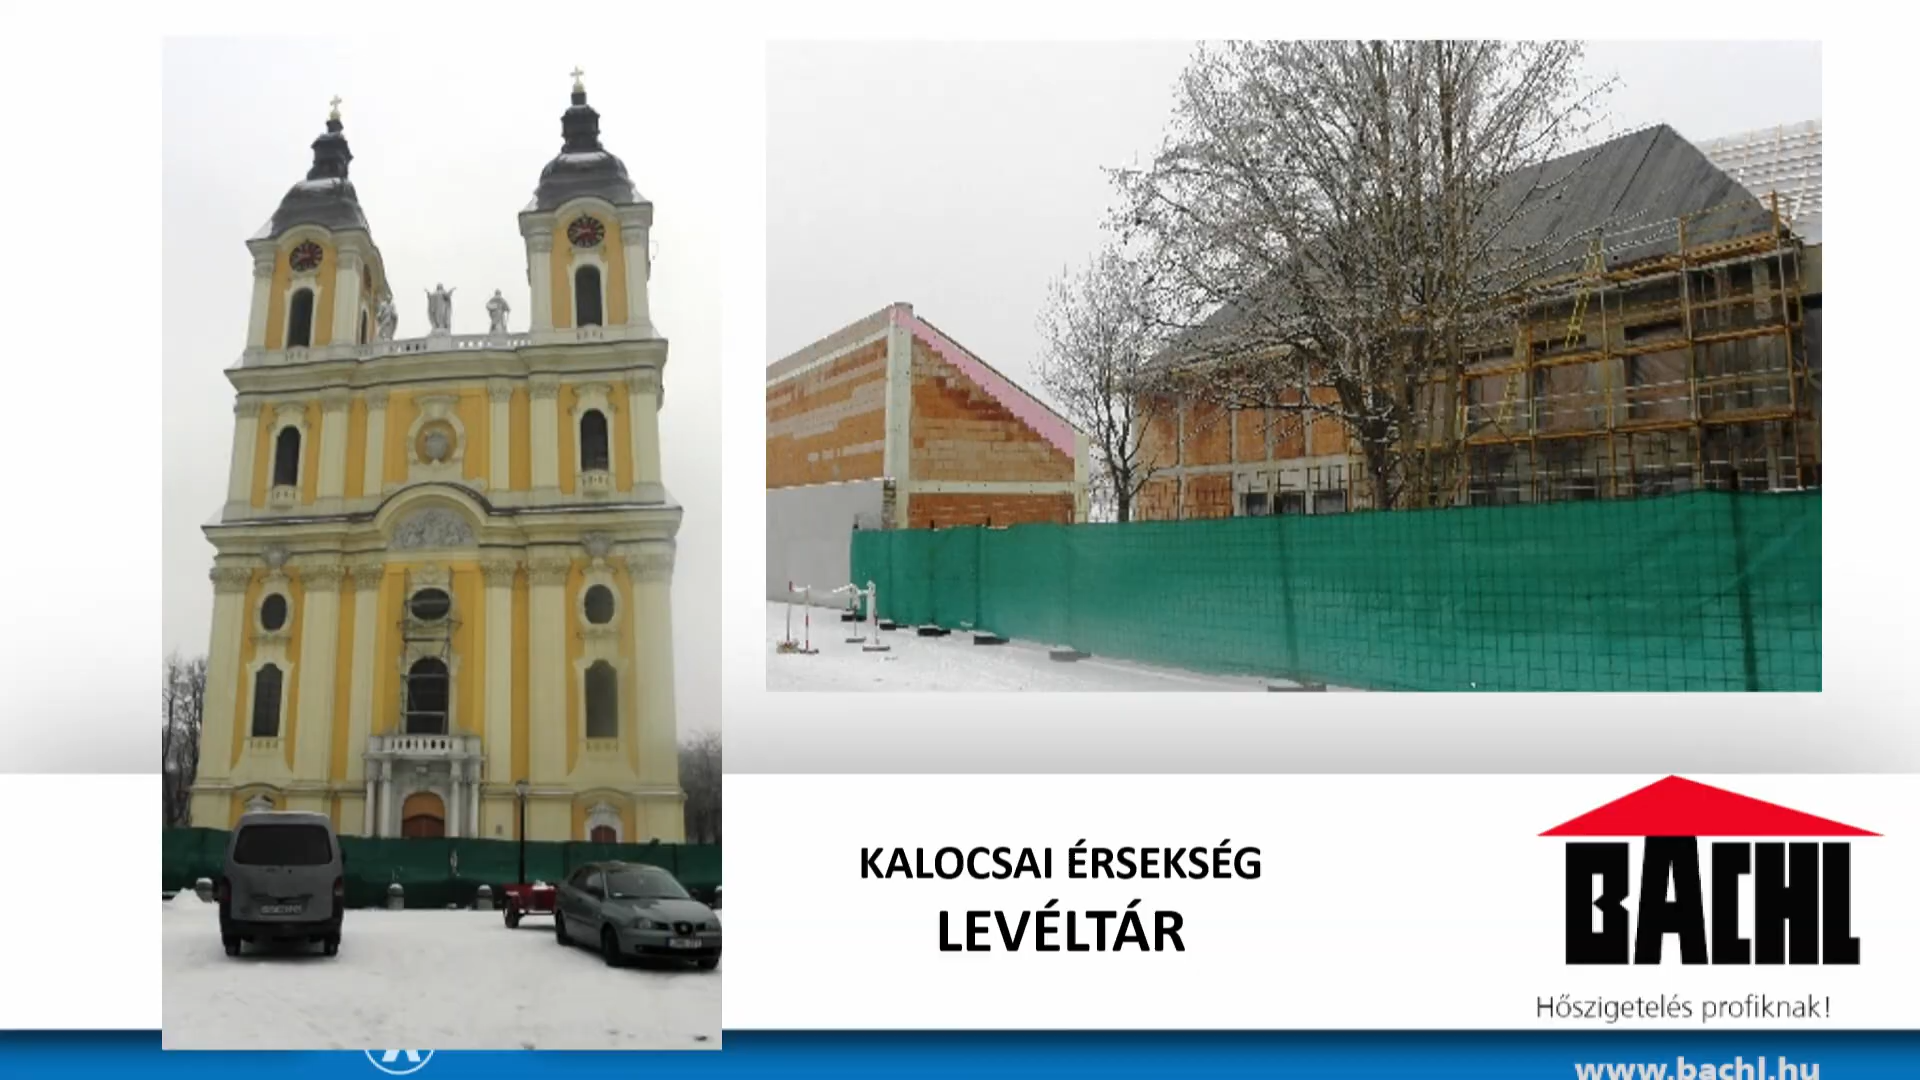 KALOCSAI ÉRSEKSÉG
LEVÉLTÁR
BACHL
Hőszigetelés profiknak!
www.bachl.hu